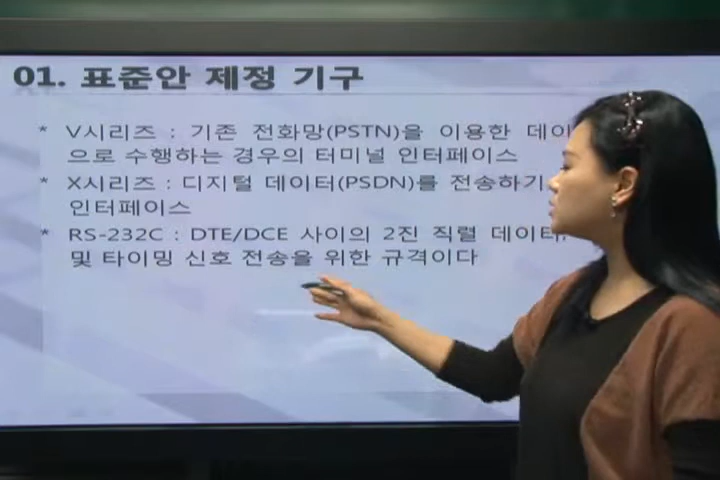 01. 표준안 제정 기구
* V시리즈 : 기존 전화망(PSTN)을 이용한 데이
으로 수행하는 경우의 터미널 인터페이스
* X시리즈 : 디지털 데이터(PSDN)를 전송하기
인터페이스
* RS-232C : DTE/DCE 사이의 2진 직렬 데이터
및 타이밍 신호 전송을 위한 규격이다